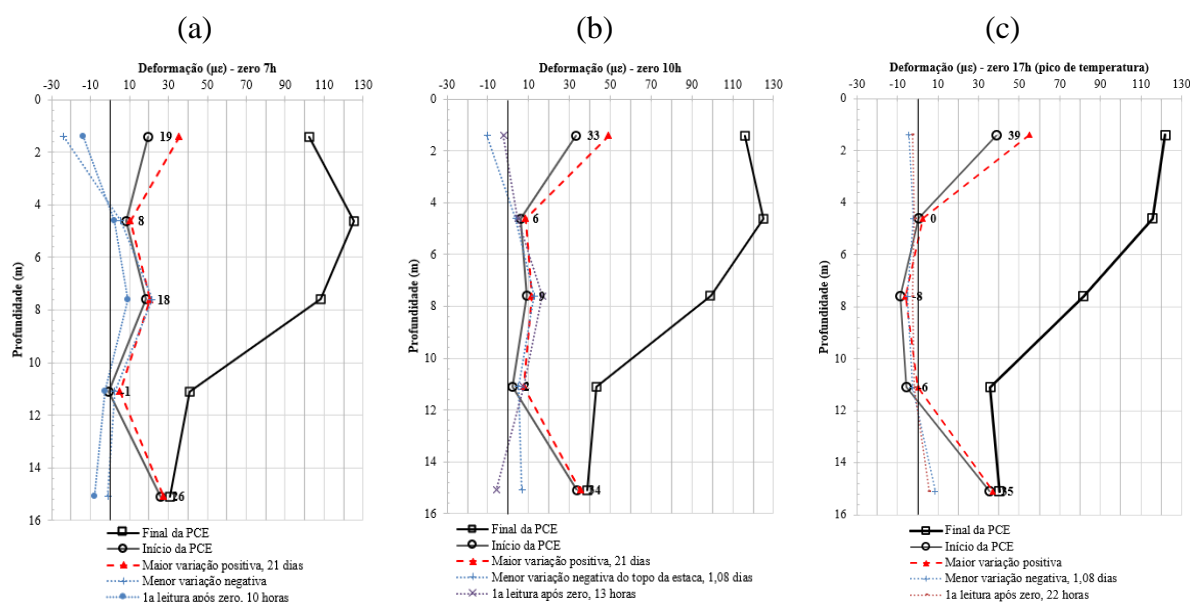 (a)
Deformação (με) - zero 7h
-30 -10 10 30 50 70 90 110 130
0
2
4
6
8
10
12
14
16
Profundidade (m)
19
8
18
-1
26
Final da PCE
Início da PCE
Maior variação positiva, 21 dias
Menor variação negativa
1a leitura após zero, 10 horas
(b)
Deformação (με) - zero 10h
-30 -10 10 30 50 70 90 110 130
0
2
4
6
8
10
12
14
16
Profundidade (m)
33
6
9
2
34
Final da PCE
Início da PCE
Maior variação positiva, 21 dias
Menor variação negativa do topo da estaca, 1,08 dias
1a leitura após zero, 13 horas
(c)
Deformação (με) - zero 17h (pico de temperatura)
-30 -10 10 30 50 70 90 110 130
0
2
4
6
8
10
12
14
16
Profundidade (m)
39
0
-8
-6
35
Final da PCE
Início da PCE
Maior variação positiva
Menor variação negativa, 1,08 dias
1a leitura após zero, 22 horas